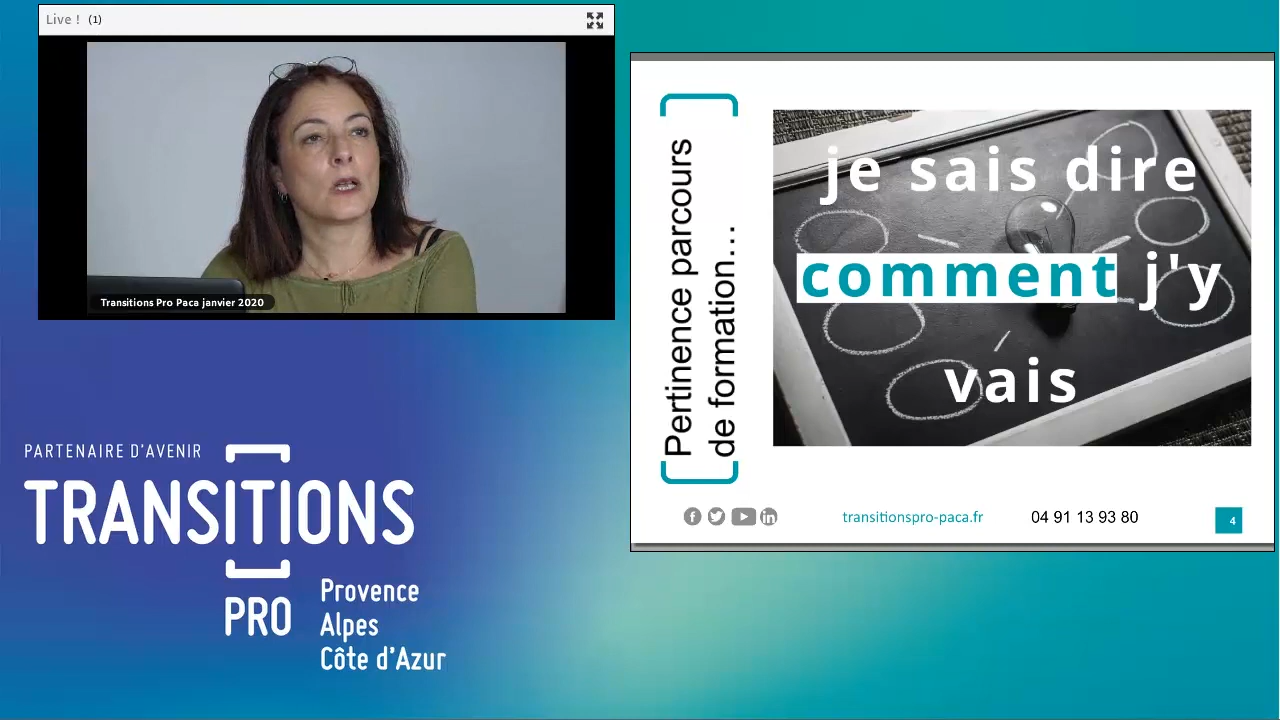 Live ! (1)
Transitions Pro Paca janvier 2020
PARTENAIRE D'AVENIR
TRANSITIONS
PRO
Provence
Alpes
Côte d'Azur
Pertinence parcours
de formation...
je sais dire
comment j'y
vais
transitionspro-paca.fr
04 91 13 93 80
4